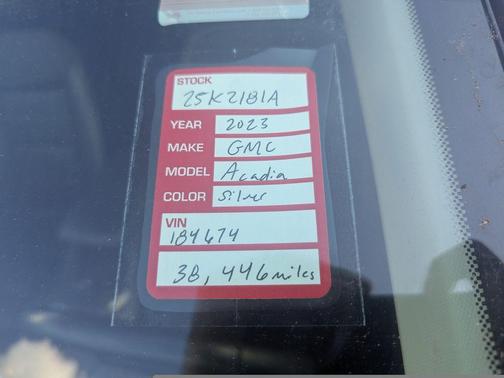 STOCK
25K2181A
YEAR 2023
MAKE GMC
MODEL Acadia
COLOR Silver
VIN
184674
38,446 miles